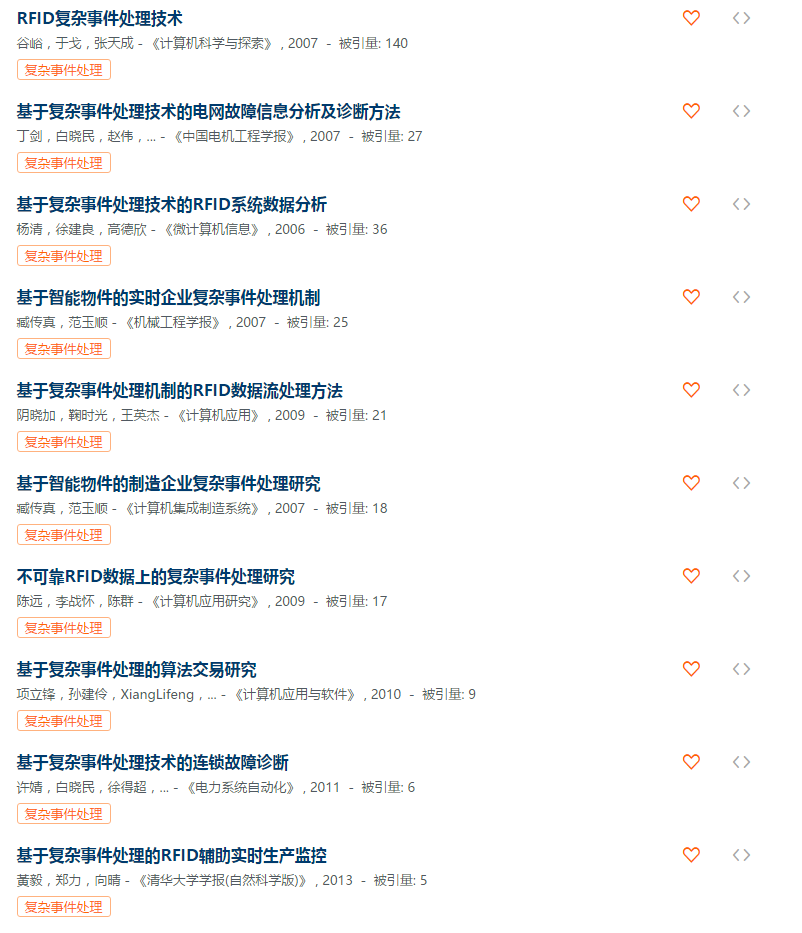 RFID复杂事件处理技术
谷峪，于戈，张天成 - 《计算机科学与探索》 , 2007 - 被引量: 140
复杂事件处理
基于复杂事件处理技术的电网故障信息分析及诊断方法
丁剑，白晓民，赵伟，... - 《中国电机工程学报》 , 2007 - 被引量: 27
复杂事件处理
基于复杂事件处理技术的RFID系统数据分析
杨清，徐建良，高德欣 - 《微计算机信息》 , 2006 - 被引量: 36
复杂事件处理
基于智能物件的实时企业复杂事件处理机制
臧传真，范玉顺 - 《机械工程学报》 , 2007 - 被引量: 25
复杂事件处理
基于复杂事件处理机制的RFID数据流处理方法
阴晓加，鞠时光，王英杰 - 《计算机应用》 , 2009 - 被引量: 21
复杂事件处理
基于智能物件的制造企业复杂事件处理研究
臧传真，范玉顺 - 《计算机集成制造系统》 , 2007 - 被引量: 18
复杂事件处理
不可靠RFID数据上的复杂事件处理研究
陈远，李战怀，陈群 - 《计算机应用研究》 , 2009 - 被引量: 17
复杂事件处理
基于复杂事件处理的算法交易研究
项立锋，孙建伶，XiangLifeng，... - 《计算机应用与软件》 , 2010 - 被引量: 9
复杂事件处理
基于复杂事件处理技术的连锁故障诊断
许婧，白晓民，徐得超，... - 《电力系统自动化》 , 2011 - 被引量: 6
复杂事件处理
基于复杂事件处理的RFID辅助实时生产监控
黄毅，郑力，向晴 - 《清华大学学报(自然科学版)》 , 2013 - 被引量: 5
复杂事件处理